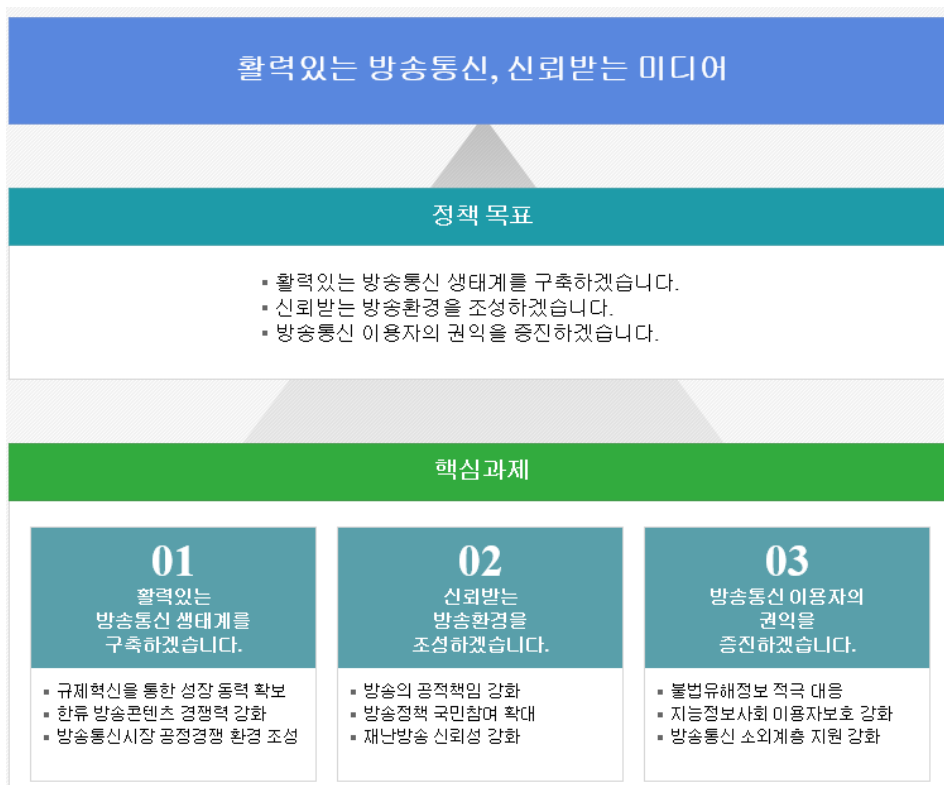 활력있는 방송통신, 신뢰받는 미디어
정책 목표
▪ 활력있는 방송통신 생태계를 구축하겠습니다.
▪ 신뢰받는 방송환경을 조성하겠습니다.
▪ 방송통신 이용자의 권익을 증진하겠습니다.
핵심과제
01
활력있는
방송통신 생태계를
구축하겠습니다.
▪ 규제혁신을 통한 성장 동력 확보
▪ 한류 방송콘텐츠 경쟁력 강화
▪ 방송통신시장 공정경쟁 환경 조성
02
신뢰받는
방송환경을
조성하겠습니다.
▪ 방송의 공적책임 강화
▪ 방송정책 국민참여 확대
▪ 재난방송 신뢰성 강화
03
방송통신 이용자의
권익을
증진하겠습니다.
▪ 불법유해정보 적극 대응
▪ 지능정보사회 이용자보호 강화
▪ 방송통신 소외계층 지원 강화